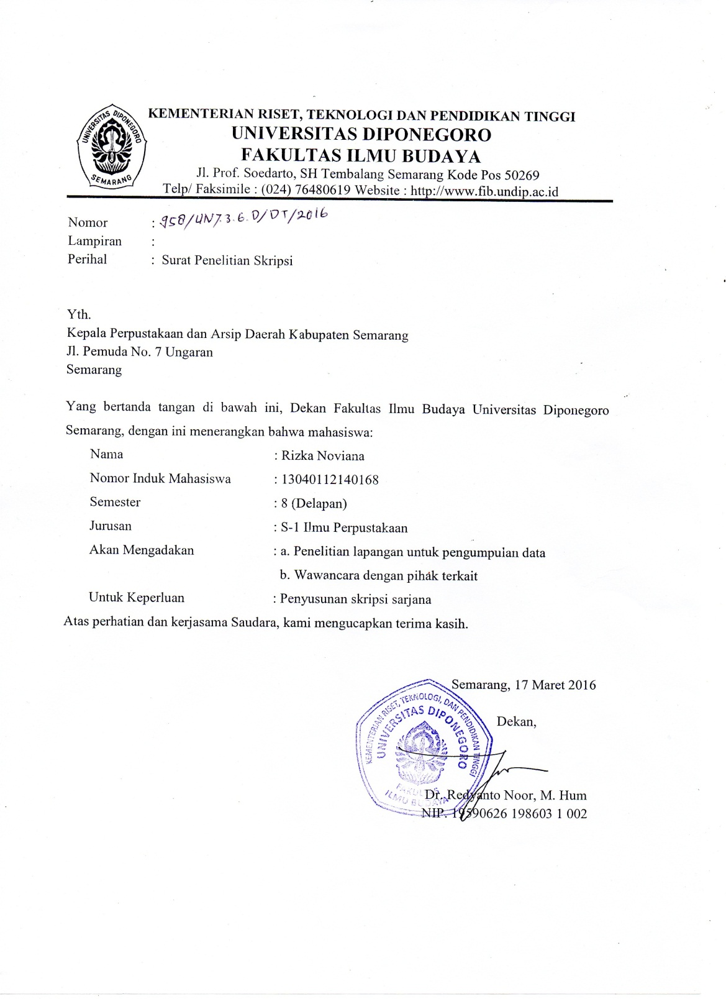 UNIVERSITAS DIPONEGORO
SEMARANG
KEMENTERIAN RISET, TEKNOLOGI DAN PENDIDIKAN TINGGI
UNIVERSITAS DIPONEGORO
FAKULTAS ILMU BUDAYA
Jl. Prof. Soedarto, SH Tembalang Semarang Kode Pos 50269
Telp/ Faksimile : (024) 76480619 Website : http://www.fib.undip.ac.id
Nomor : 958/UN7.3.6.D/DT/2016
Lampiran :
Perihal : Surat Penelitian Skripsi
Yth.
Kepala Perpustakaan dan Arsip Daerah Kabupaten Semarang
Jl. Pemuda No. 7 Ungaran
Semarang
Yang bertanda tangan di bawah ini, Dekan Fakultas Ilmu Budaya Universitas Diponegoro
Semarang, dengan ini menerangkan bahwa mahasiswa:
Nama : Rizka Noviana
Nomor Induk Mahasiswa : 13040112140168
Semester : 8 (Delapan)
Jurusan : S-1 Ilmu Perpustakaan
Akan Mengadakan : a. Penelitian lapangan untuk pengumpulan data
b. Wawancara dengan pihak terkait
Untuk Keperluan : Penyusunan skripsi sarjana
Atas perhatian dan kerjasama Saudara, kami mengucapkan terima kasih.
Semarang, 17 Maret 2016
Dekan,
KEMENTERIAN RISET, TEKNOLOGI, DAN PENDIDIKAN TINGGI
UNIVERSITAS DIPONEGORO
FAKULTAS
ILMU BUDAYA
Dr. Redyanto Noor, M. Hum
NIP. 19590626 198603 1 002